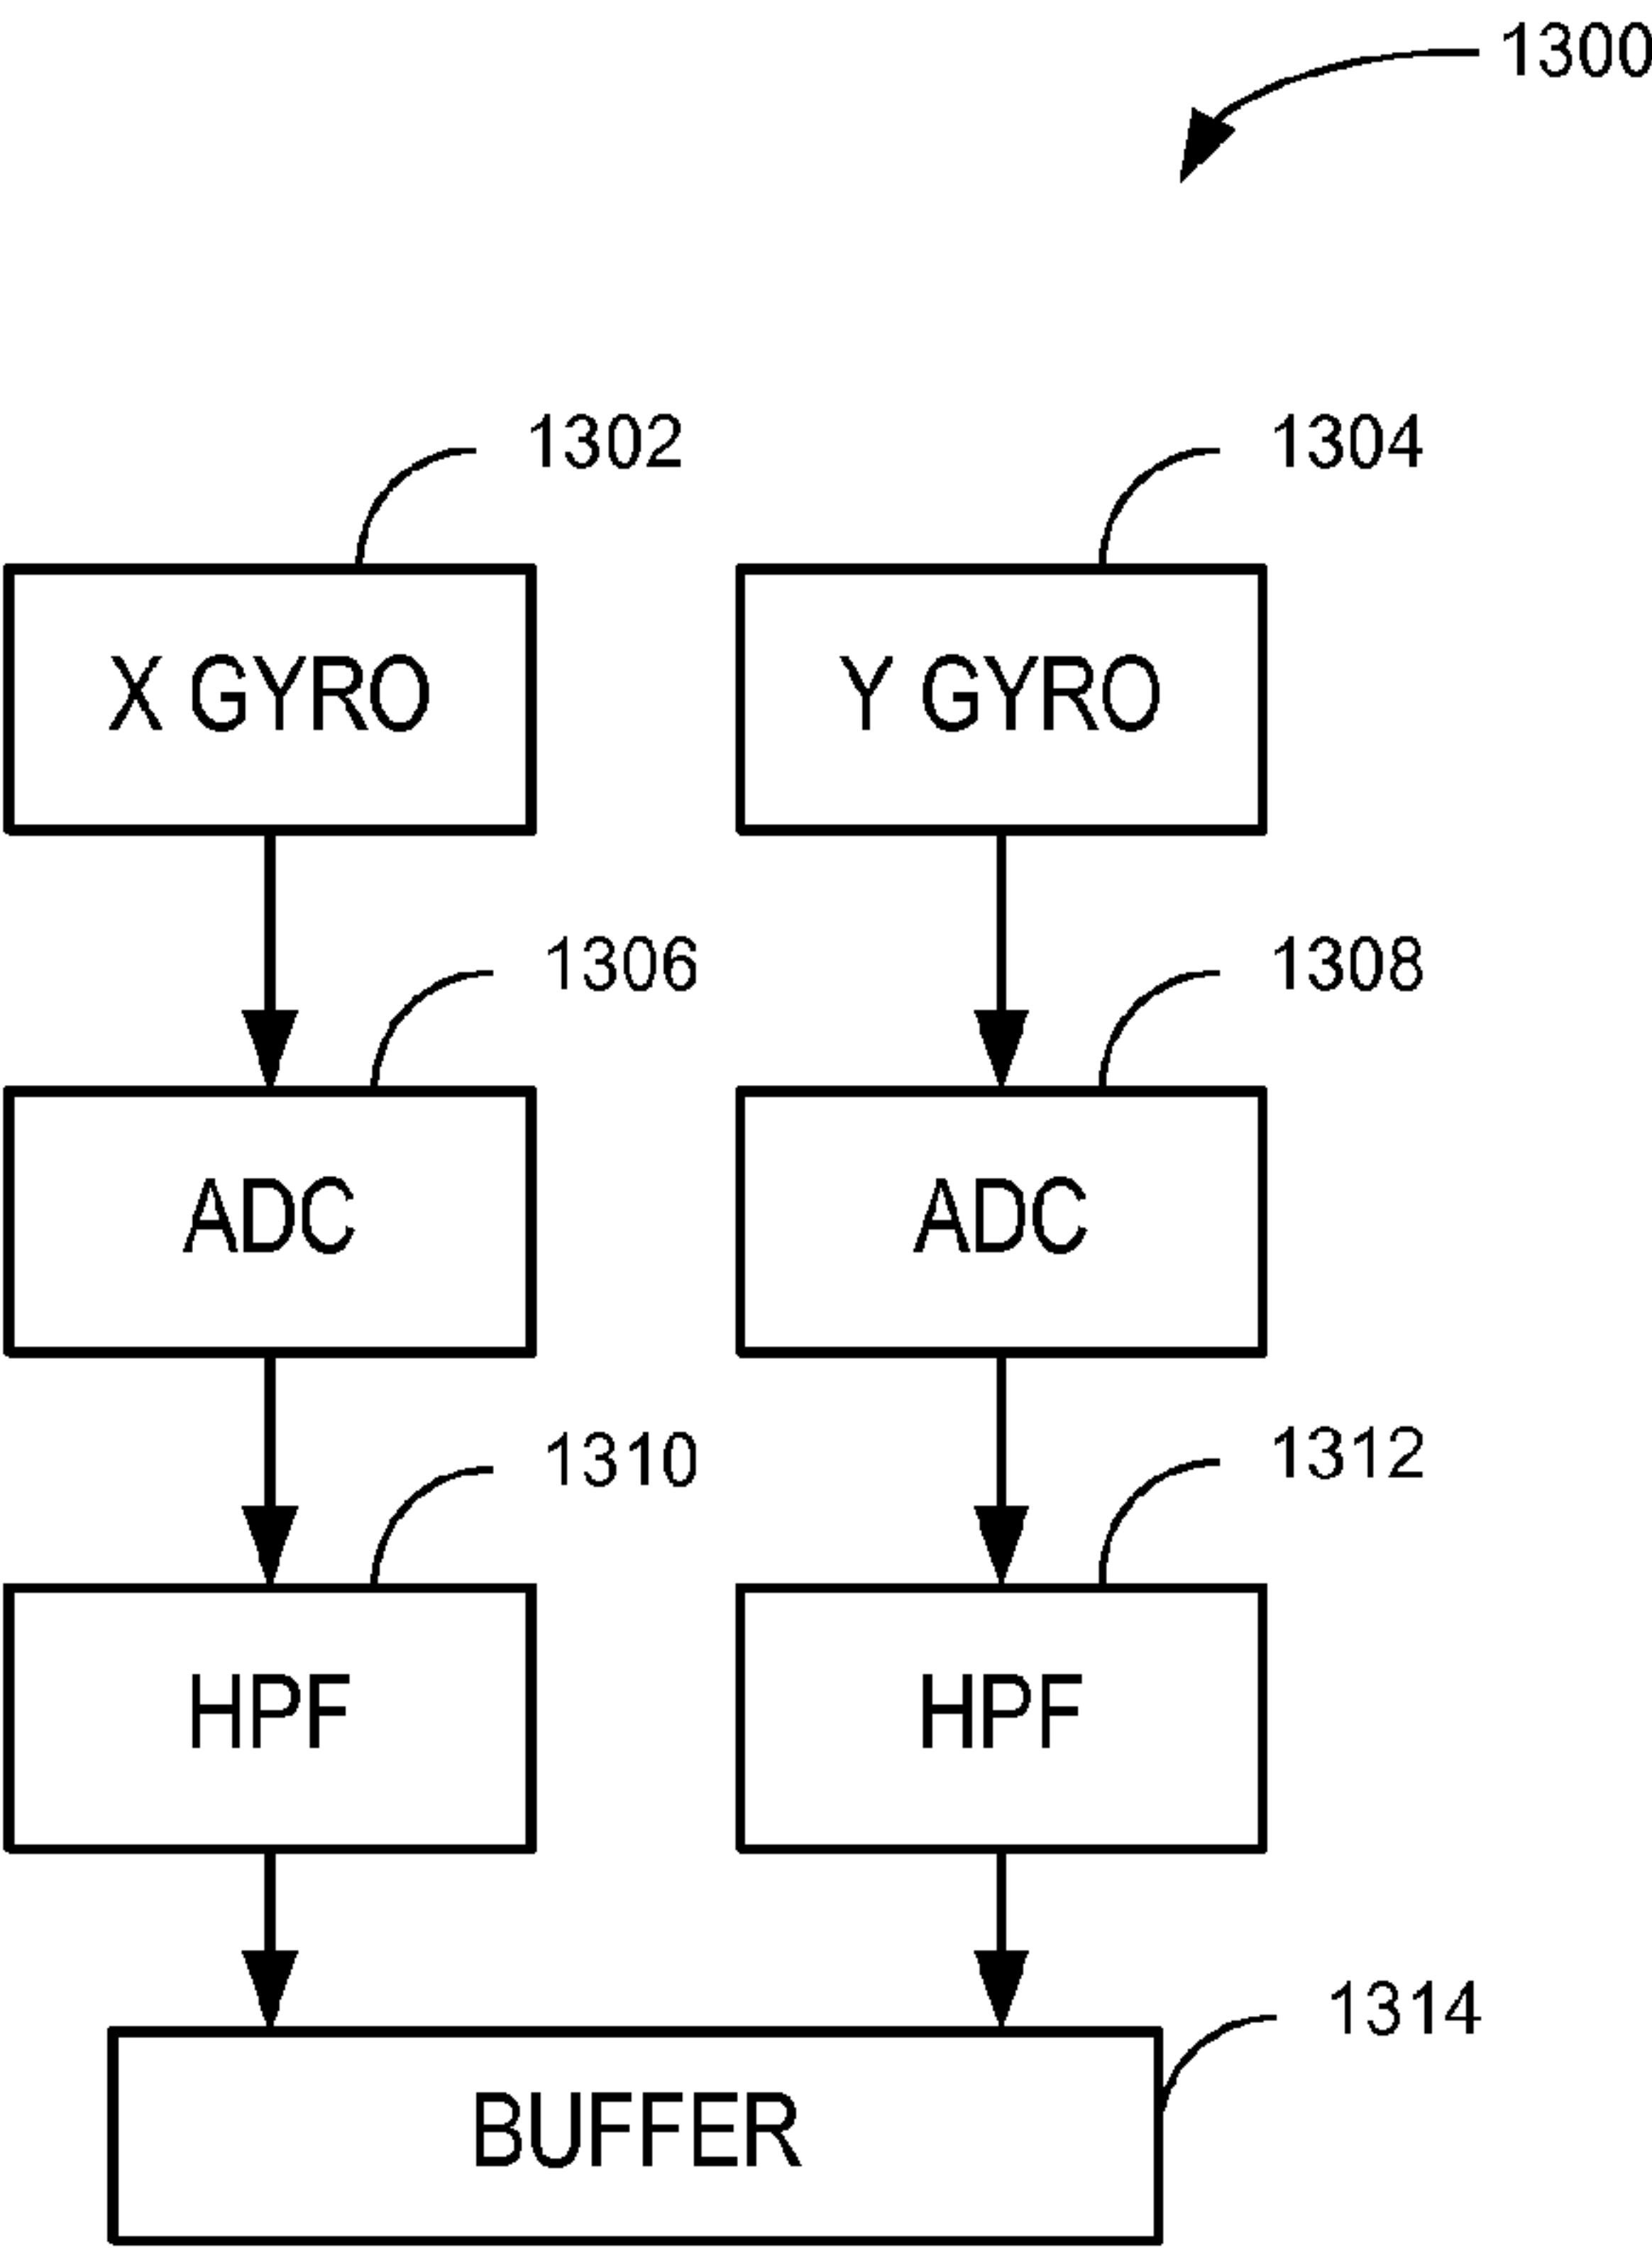 1300
1302
1304
X GYRO
Y GYRO
1306
1308
ADC
ADC
1310
1312
HPF
HPF
1314
BUFFER